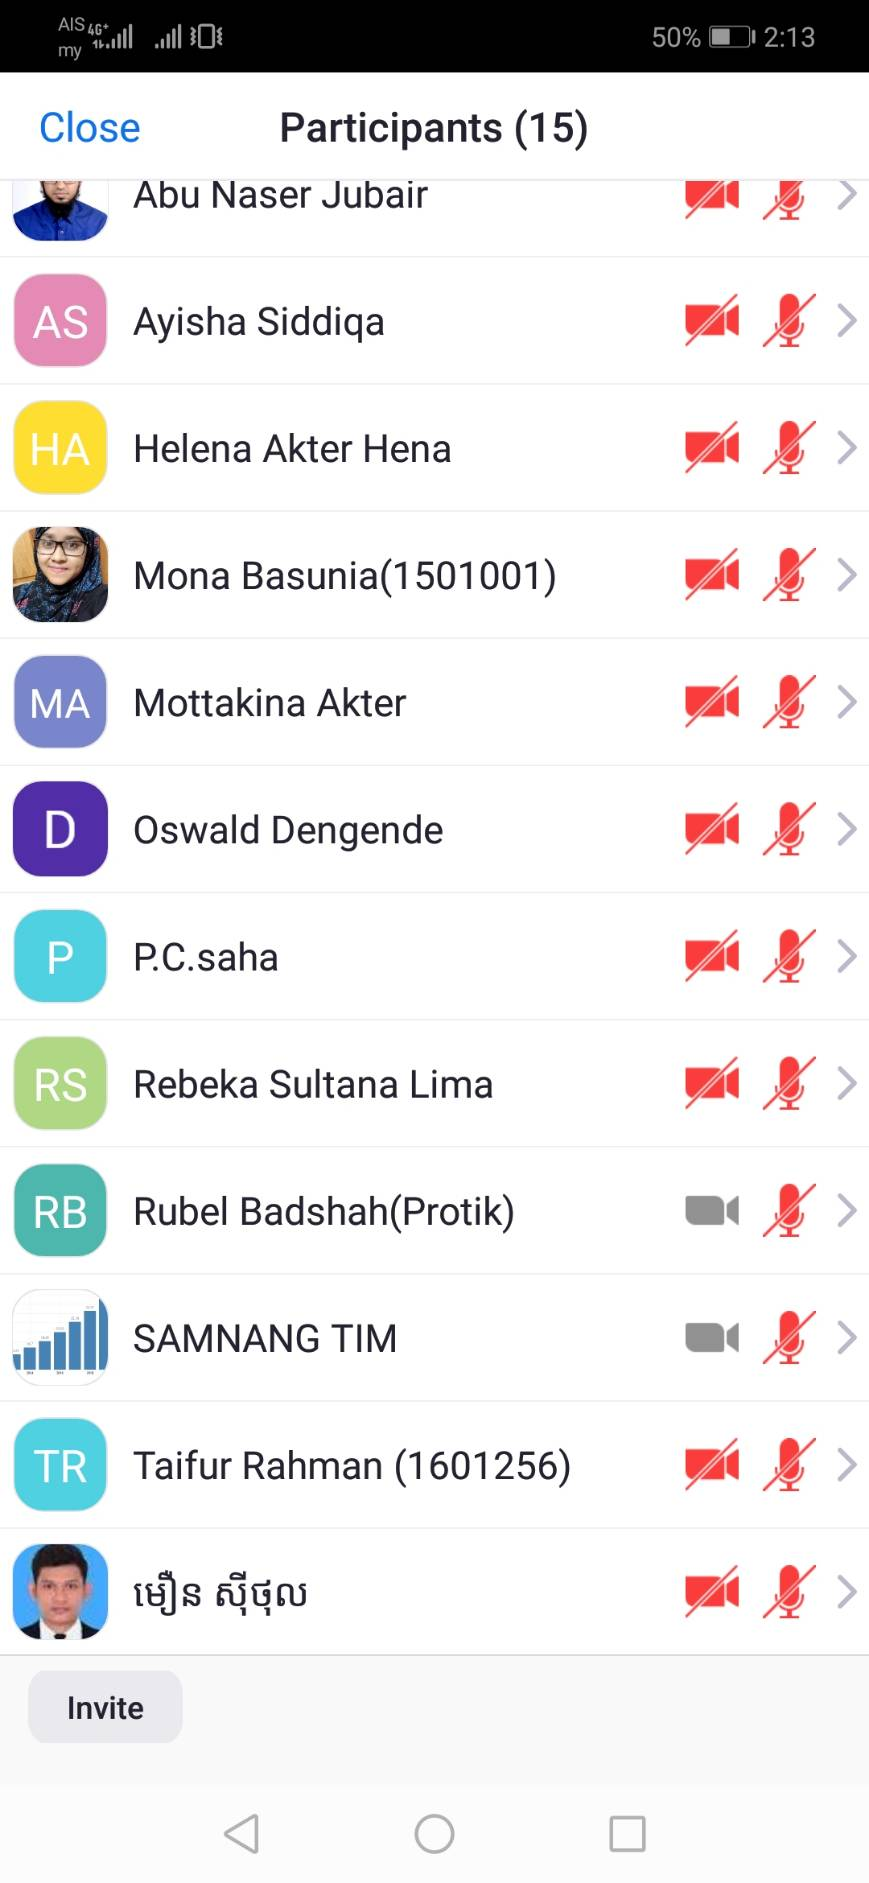 AIS 4G+
my
50% 2:13
Close Participants (15)
Abu Naser Jubair
AS Ayisha Siddiqa
HA Helena Akter Hena
Mona Basunia(1501001)
MA Mottakina Akter
D Oswald Dengende
P P.C.saha
RS Rebeka Sultana Lima
RB Rubel Badshah(Protik)
SAMNANG TIM
TR Taifur Rahman (1601256)
មឿន ស៊ីថុល
Invite